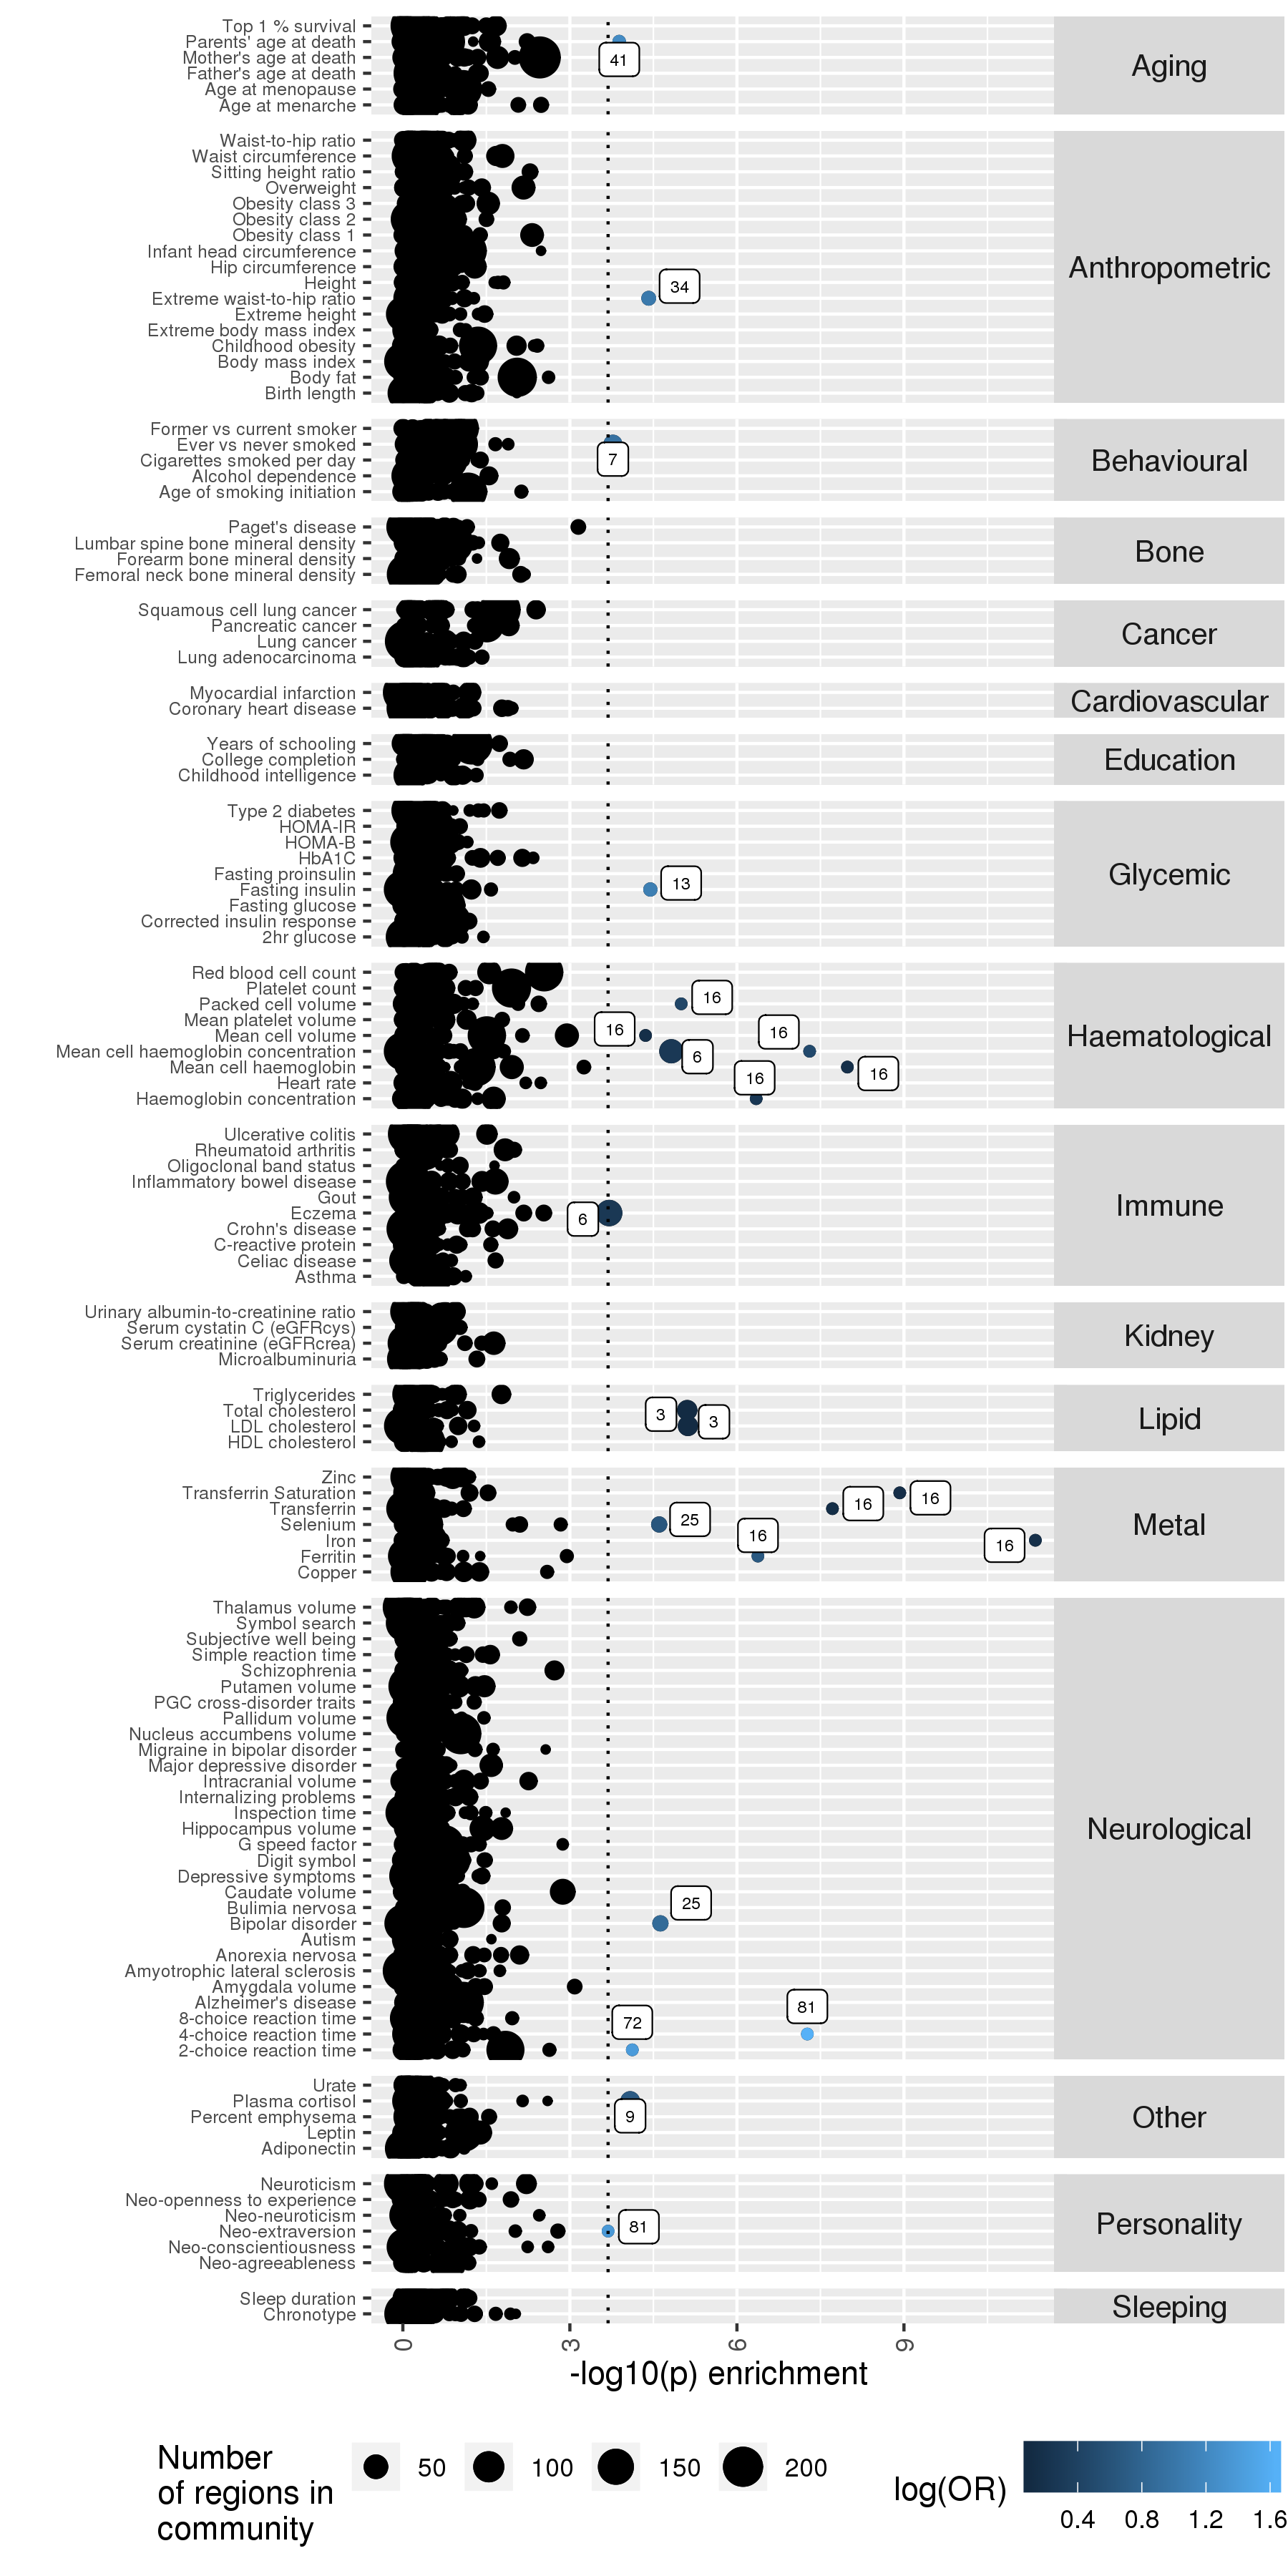 Top 1 % survival
Parents' age at death
Mother's age at death
Father's age at death
Age at menopause
Age at menarche
41
Aging
Waist-to-hip ratio
Waist circumference
Sitting height ratio
Overweight
Obesity class 3
Obesity class 2
Obesity class 1
Infant head circumference
Hip circumference
Height
Extreme waist-to-hip ratio
Extreme height
Extreme body mass index
Childhood obesity
Body mass index
Body fat
Birth length
34
Anthropometric
Former vs current smoker
Ever vs never smoked
Cigarettes smoked per day
Alcohol dependence
Age of smoking initiation
7
Behavioural
Paget's disease
Lumbar spine bone mineral density
Forearm bone mineral density
Femoral neck bone mineral density
Bone
Squamous cell lung cancer
Pancreatic cancer
Lung cancer
Lung adenocarcinoma
Cancer
Myocardial infarction
Coronary heart disease
Cardiovascular
Years of schooling
College completion
Childhood intelligence
Education
Type 2 diabetes
HOMA-IR
HOMA-B
HbA1C
Fasting proinsulin
Fasting insulin
Fasting glucose
Corrected insulin response
2hr glucose
13
Glycemic
Red blood cell count
Platelet count
Packed cell volume
Mean platelet volume
Mean cell volume
Mean cell haemoglobin concentration
Mean cell haemoglobin
Heart rate
Haemoglobin concentration
16
16
16
6
16
16
Haematological
Ulcerative colitis
Rheumatoid arthritis
Oligoclonal band status
Inflammatory bowel disease
Gout
Eczema
Crohn's disease
C-reactive protein
Celiac disease
Asthma
6
Immune
Urinary albumin-to-creatinine ratio
Serum cystatin C (eGFRcys)
Serum creatinine (eGFRcrea)
Microalbuminuria
Kidney
Triglycerides
Total cholesterol
LDL cholesterol
HDL cholesterol
3
3
Lipid
Zinc
Transferrin Saturation
Transferrin
Selenium
Iron
Ferritin
Copper
16
16
25
16
16
Metal
Thalamus volume
Symbol search
Subjective well being
Simple reaction time
Schizophrenia
Putamen volume
PGC cross-disorder traits
Pallidum volume
Nucleus accumbens volume
Migraine in bipolar disorder
Major depressive disorder
Intracranial volume
Internalizing problems
Inspection time
Hippocampus volume
G speed factor
Digit symbol
Depressive symptoms
Caudate volume
Bulimia nervosa
Bipolar disorder
Autism
Anorexia nervosa
Amyotrophic lateral sclerosis
Amygdala volume
Alzheimer's disease
8-choice reaction time
4-choice reaction time
2-choice reaction time
25
81
72
Neurological
Urate
Plasma cortisol
Percent emphysema
Leptin
Adiponectin
9
Other
Neuroticism
Neo-openness to experience
Neo-neuroticism
Neo-extraversion
Neo-conscientiousness
Neo-agreeableness
81
Personality
Sleep duration
Chronotype
Sleeping
0 3 6 9
-log10(p) enrichment
Number
of regions in
community
50 100 150 200
log(OR)
0.4 0.8 1.2 1.6